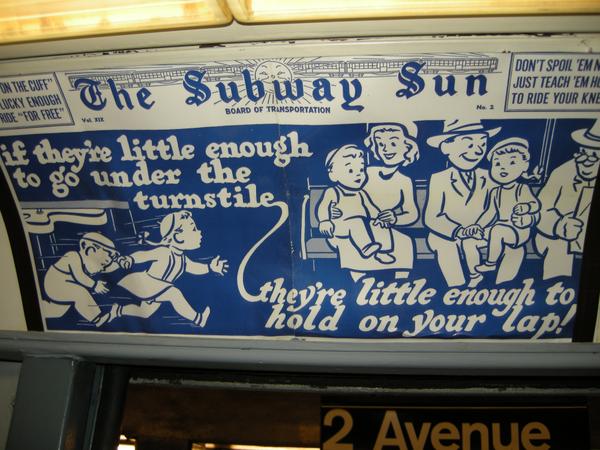 "ON THE CUFF"
LUCKY ENOUGH
RIDE "FOR FREE"
The Subway Sun
BOARD OF TRANSPORTATION
Vol. XIX
No. 2
DON'T SPOIL 'EM N
JUST TEACH 'EM HO
TO RIDE YOUR KNE
if they're little enough
to go under the
turnstile
they're little enough to
hold on your lap!
2 Avenue